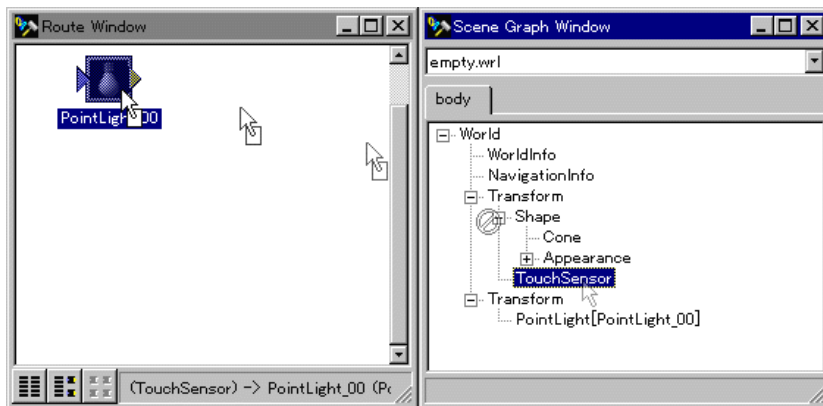 Route Window
PointLight_00
(TouchSensor) -> PointLight_00 (Po
Scene Graph Window
empty.wrl
body
World
WorldInfo
NavigationInfo
Transform
Shape
Cone
Appearance
TouchSensor
Transform
PointLight[PointLight_00]